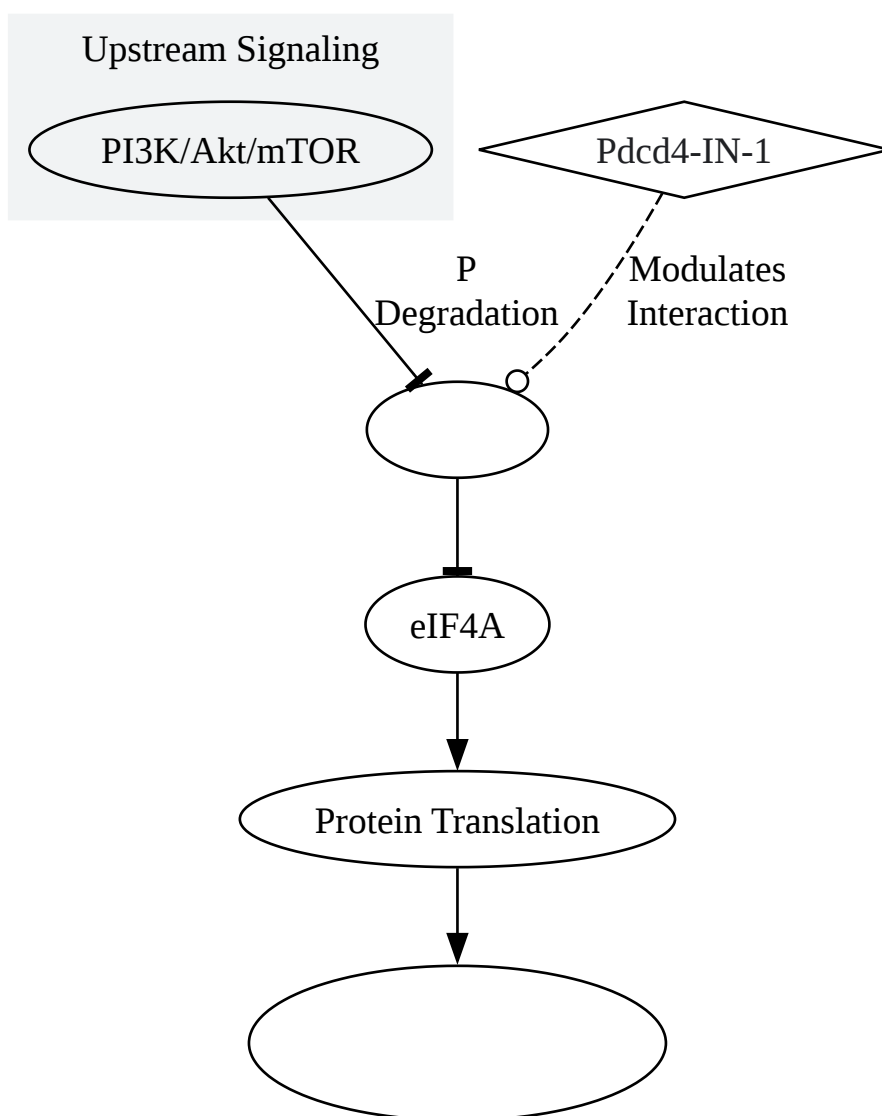 Upstream Signaling
PI3K/Akt/mTOR
Pdcd4-IN-1
P
Degradation
Modulates
Interaction
eIF4A
Protein Translation